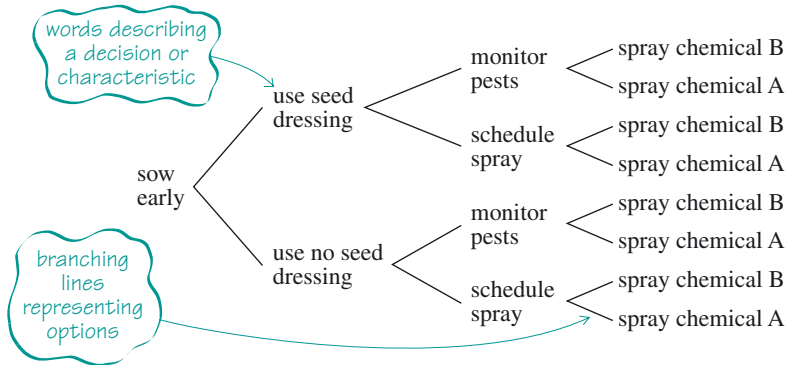 words describing
a decision or
characteristic
sow
early
use seed
dressing
monitor
pests
spray chemical B
spray chemical A
schedule
spray
spray chemical B
spray chemical A
use no seed
dressing
monitor
pests
spray chemical B
spray chemical A
schedule
spray
spray chemical B
spray chemical A
branching
lines
representing
options